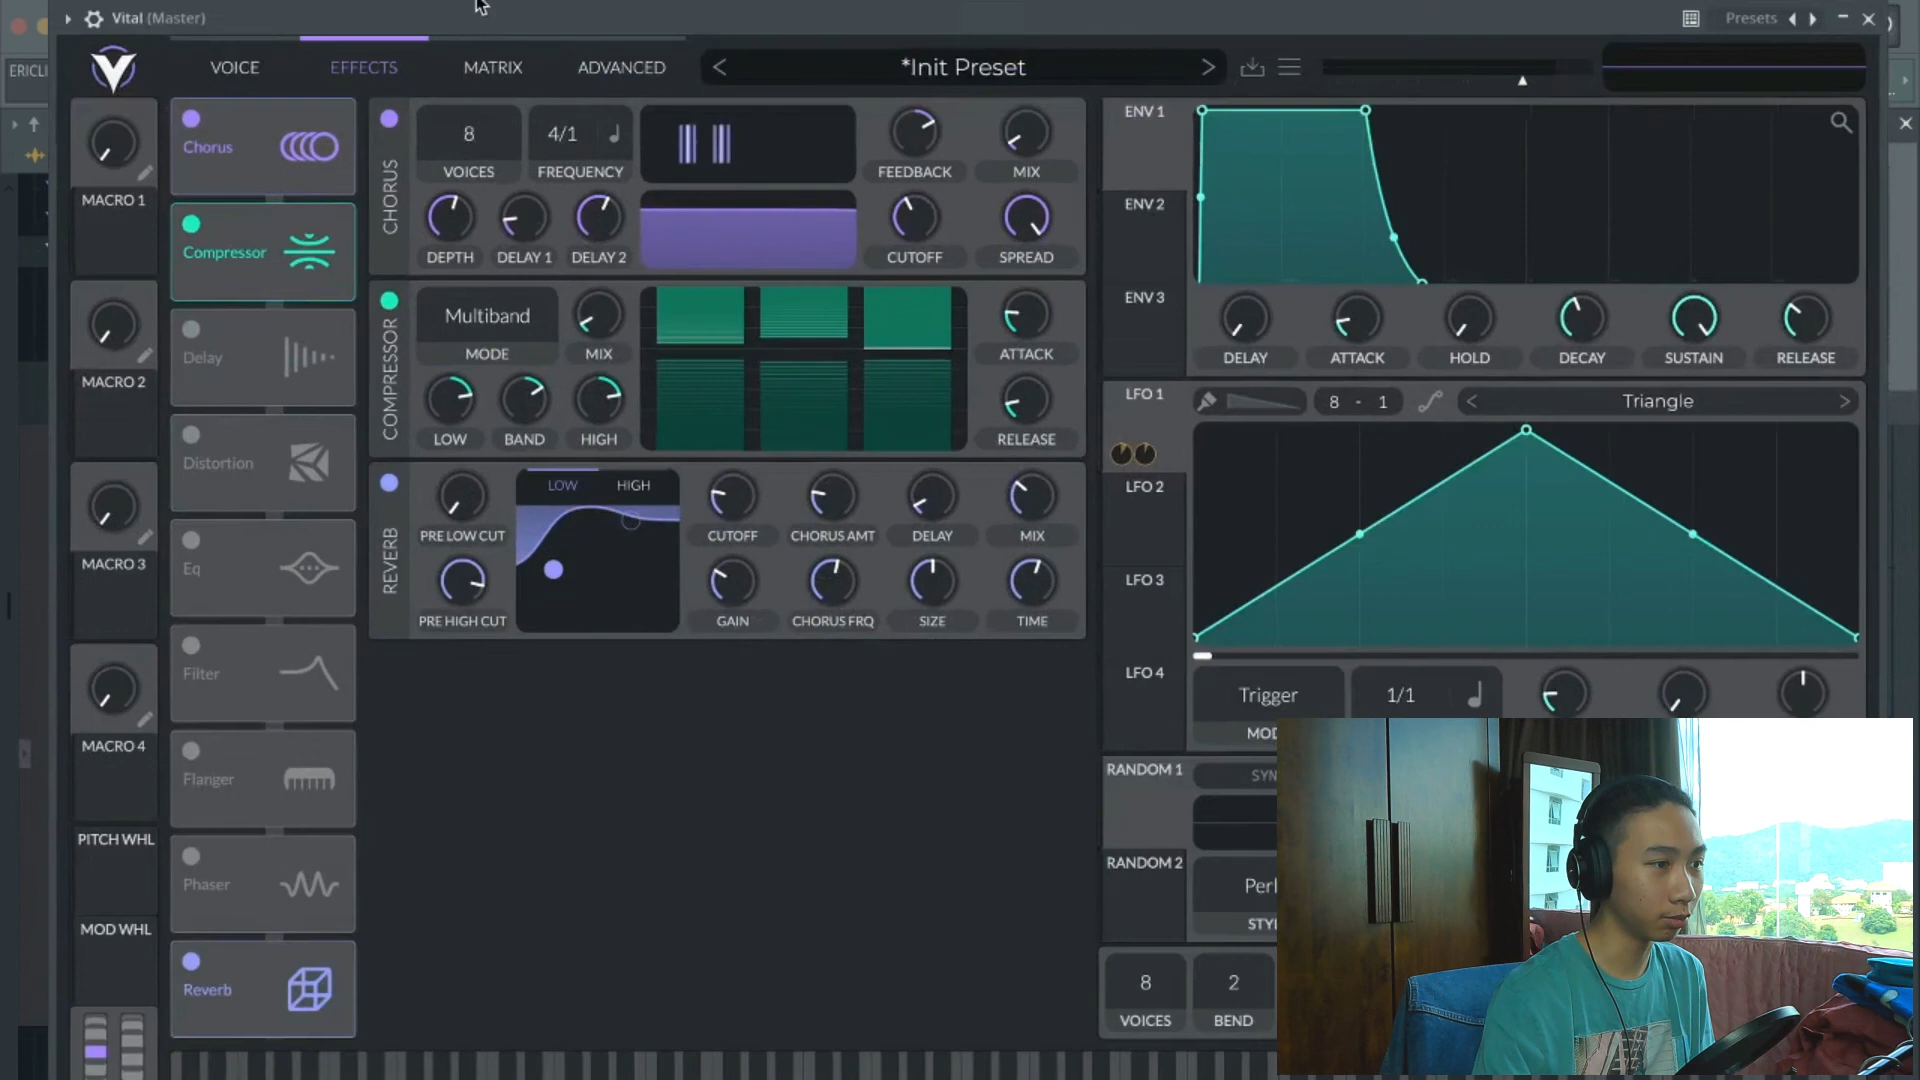 Vital (Master)
Presets
ERICLI
VOICE
EFFECTS
MATRIX
ADVANCED
*Init Preset
MACRO 1
MACRO 2
MACRO 3
MACRO 4
PITCH WHL
MOD WHL
Chorus
Compressor
Delay
Distortion
Eq
Filter
Flanger
Phaser
Reverb
CHORUS
8
4/1
VOICES
FREQUENCY
FEEDBACK
MIX
DEPTH
DELAY 1
DELAY 2
CUTOFF
SPREAD
COMPRESSOR
Multiband
MODE
MIX
ATTACK
LOW
BAND
HIGH
RELEASE
REVERB
LOW
HIGH
PRE LOW CUT
CUTOFF
CHORUS AMT
DELAY
MIX
PRE HIGH CUT
GAIN
CHORUS FRQ
SIZE
TIME
ENV 1
ENV 2
ENV 3
DELAY
ATTACK
HOLD
DECAY
SUSTAIN
RELEASE
LFO 1
8 - 1
Triangle
LFO 2
LFO 3
LFO 4
Trigger
1/1
MOD
RANDOM 1
SYN
RANDOM 2
Perl
STYL
8
2
VOICES
BEND